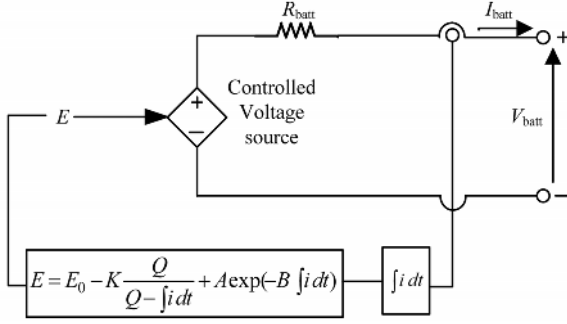 R_batt
I_batt
+
Controlled
Voltage
source
+
−
E
V_batt
−
E = E_0 − K Q / (Q − ∫i dt) + A exp(−B ∫i dt)
∫i dt